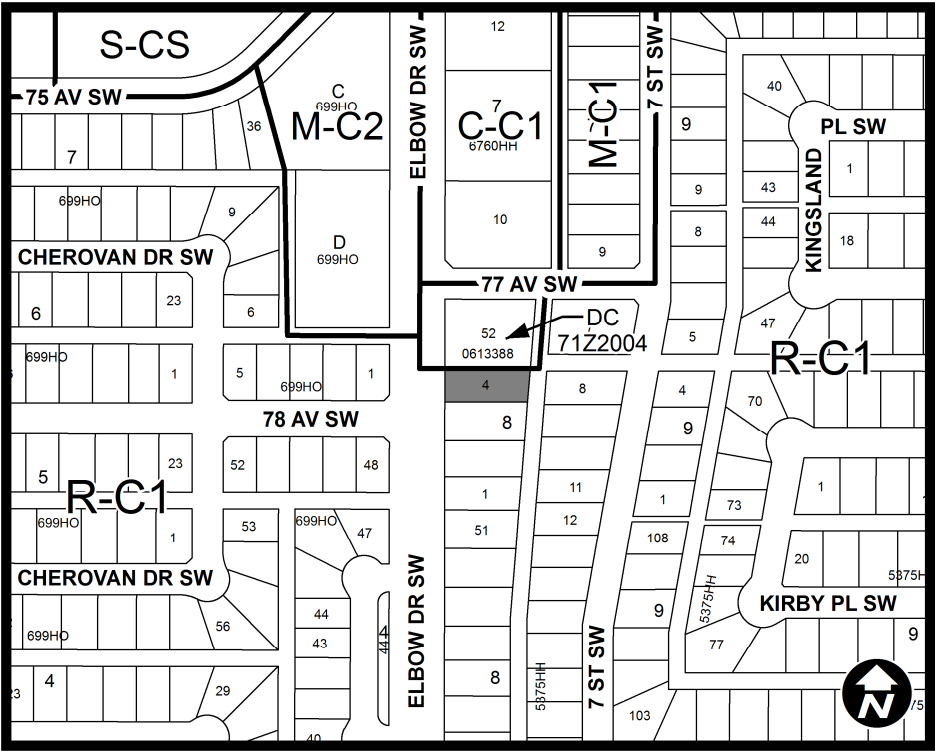 S-CS
75 AV SW
36
7
C
699HO
M-C2
ELBOW DR SW
12
7
C-C1
6760HH
10
M-C1
9
7 ST SW
9
9
8
5
40
PL SW
KINGSLAND
43
44
1
18
47
R-C1
699HO
9
CHEROVAN DR SW
23
6
6
D
699HO
77 AV SW
52
0613388
DC
71Z2004
699HO
1
5
699HO
1
78 AV SW
4
8
8
4
9
70
5
23
R-C1
52
48
1
51
11
12
1
73
1
699HO
1
53
699HO
47
108
74
20
5375H
CHEROVAN DR SW
56
699HO
44
43
4
44
ELBOW DR SW
9
5375HH
KIRBY PL SW
77
9
23
4
29
40
8
5375HH
7 ST SW
103
N